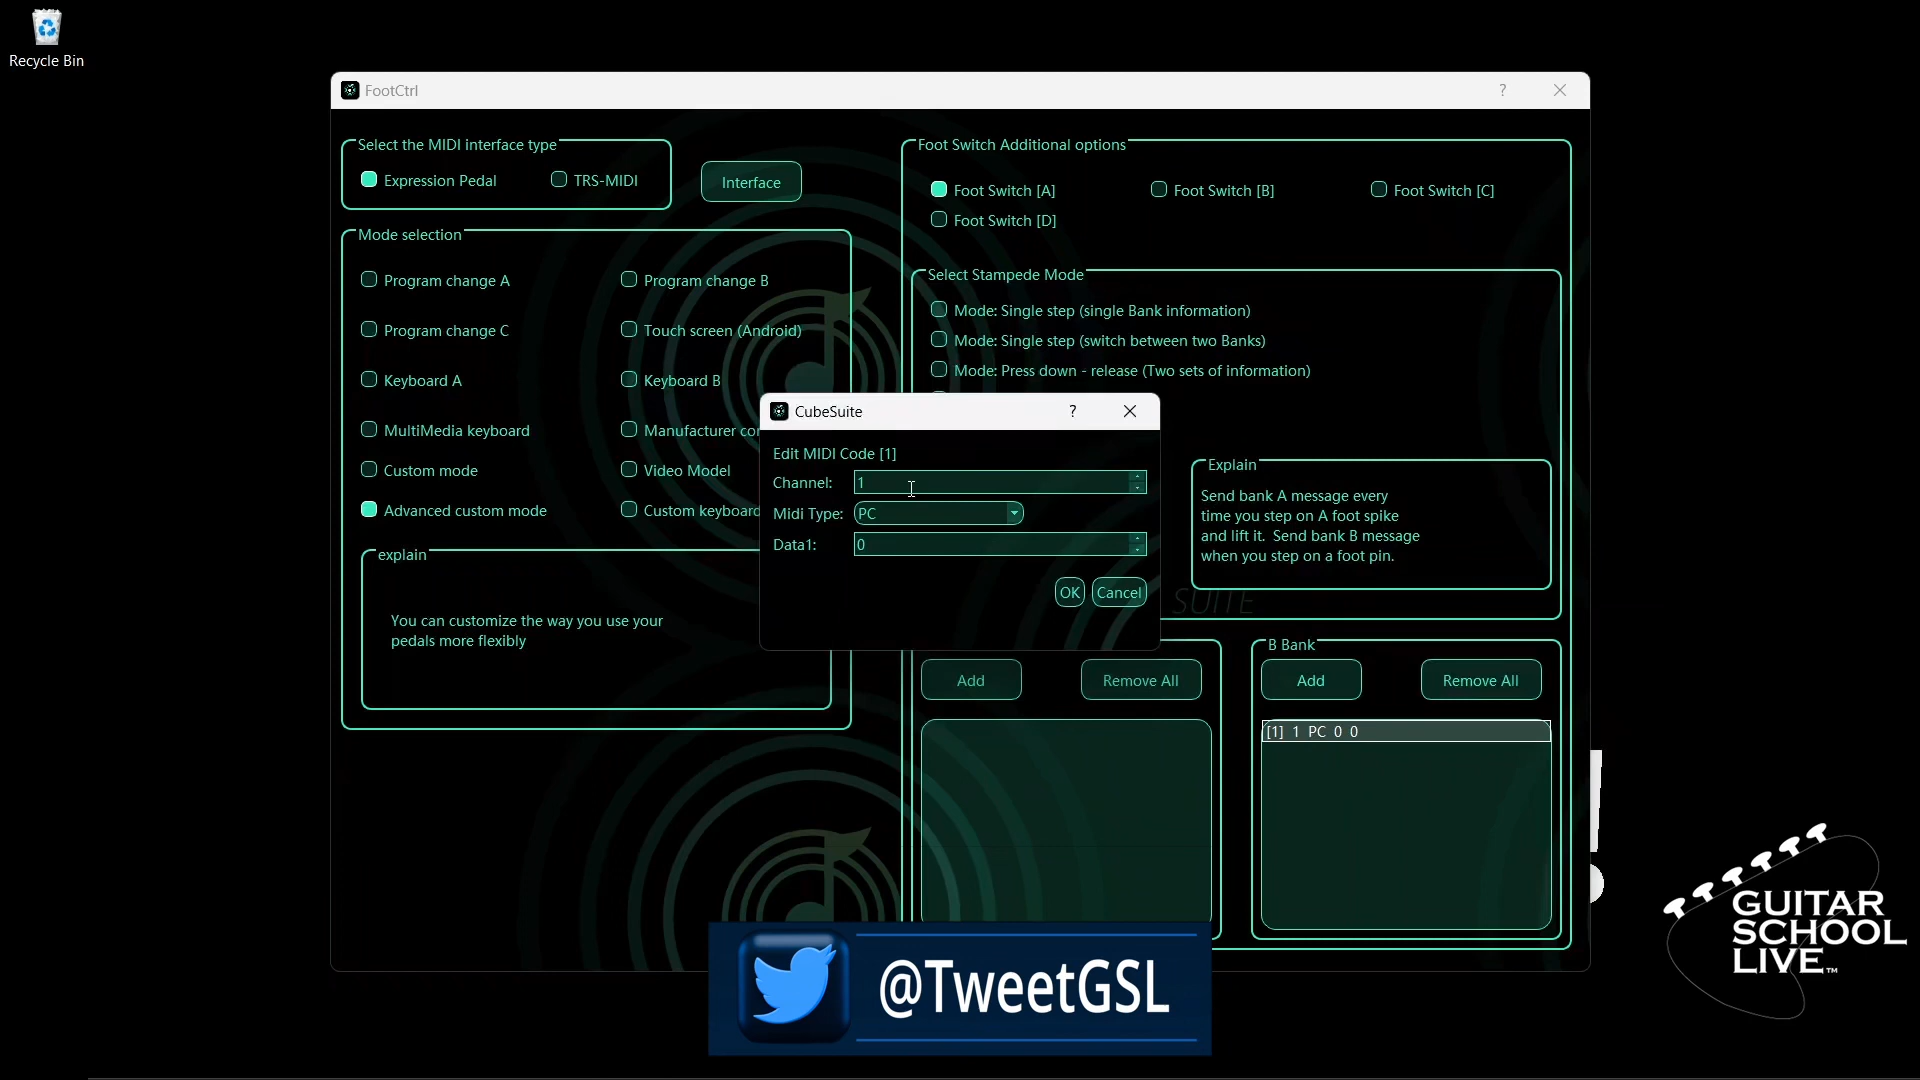 Recycle Bin
FootCtrl
?
Select the MIDI interface type
Expression Pedal
TRS-MIDI
Interface
Mode selection
Program change A
Program change B
Program change C
Touch screen (Android)
Keyboard A
Keyboard B
MultiMedia keyboard
Manufacturer
Custom mode
Video Model
Advanced custom mode
Custom keyboard
explain
You can customize the way you use your
pedals more flexibly
Foot Switch Additional options
Foot Switch [A]
Foot Switch [B]
Foot Switch [C]
Foot Switch [D]
Select Stampede Mode
Mode: Single step (single Bank information)
Mode: Single step (switch between two Banks)
Mode: Press down - release (Two sets of information)
CubeSuite
?
Edit MIDI Code [1]
Channel: 1
Midi Type: PC
Data1: 0
OK
Cancel
Explain
Send bank A message every
time you step on A foot spike
and lift it. Send bank B message
when you step on a foot pin.
SUITE
Add
Remove All
B Bank
Add
Remove All
[1] 1 PC 0 0
@TweetGSL
GUITAR
SCHOOL
LIVE™